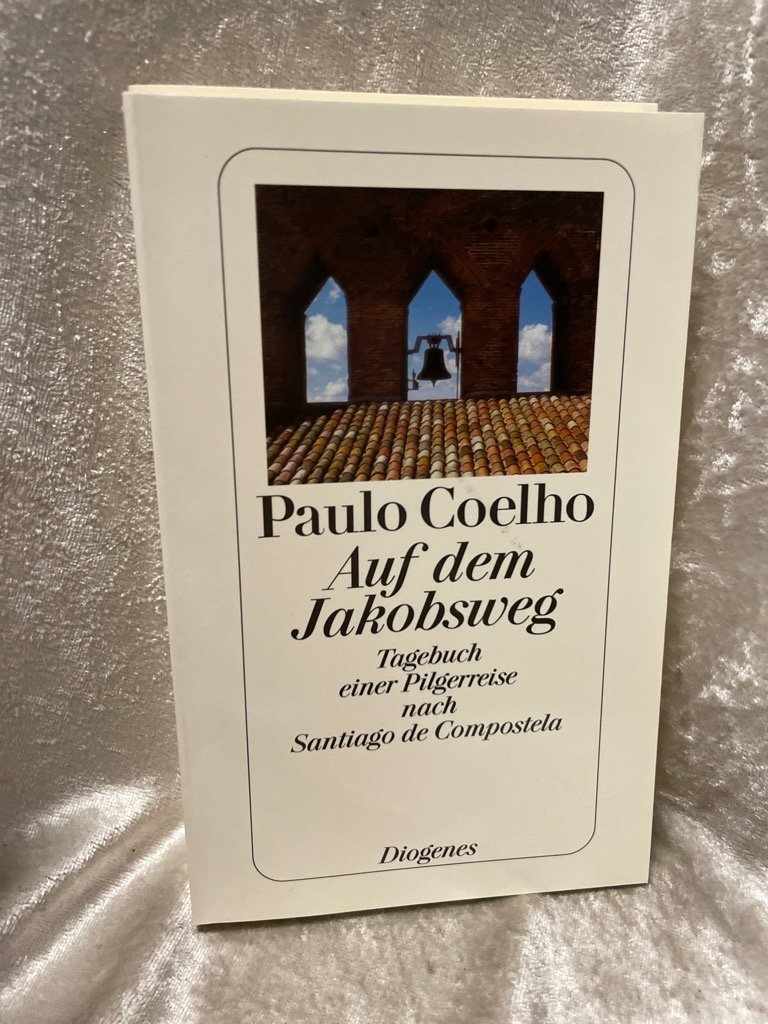 Paulo Coelho
Auf dem
Jakobsweg
Tagebuch
einer Pilgerreise
nach
Santiago de Compostela
Diogenes